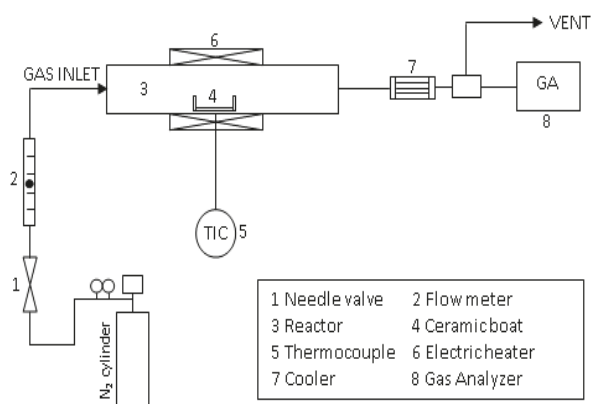 6
VENT
GAS INLET
7
3
4
GA
8
2
TIC 5
1
N₂ cylinder
1 Needle valve 2 Flow meter
3 Reactor 4 Ceramic boat
5 Thermocouple 6 Electric heater
7 Cooler 8 Gas Analyzer